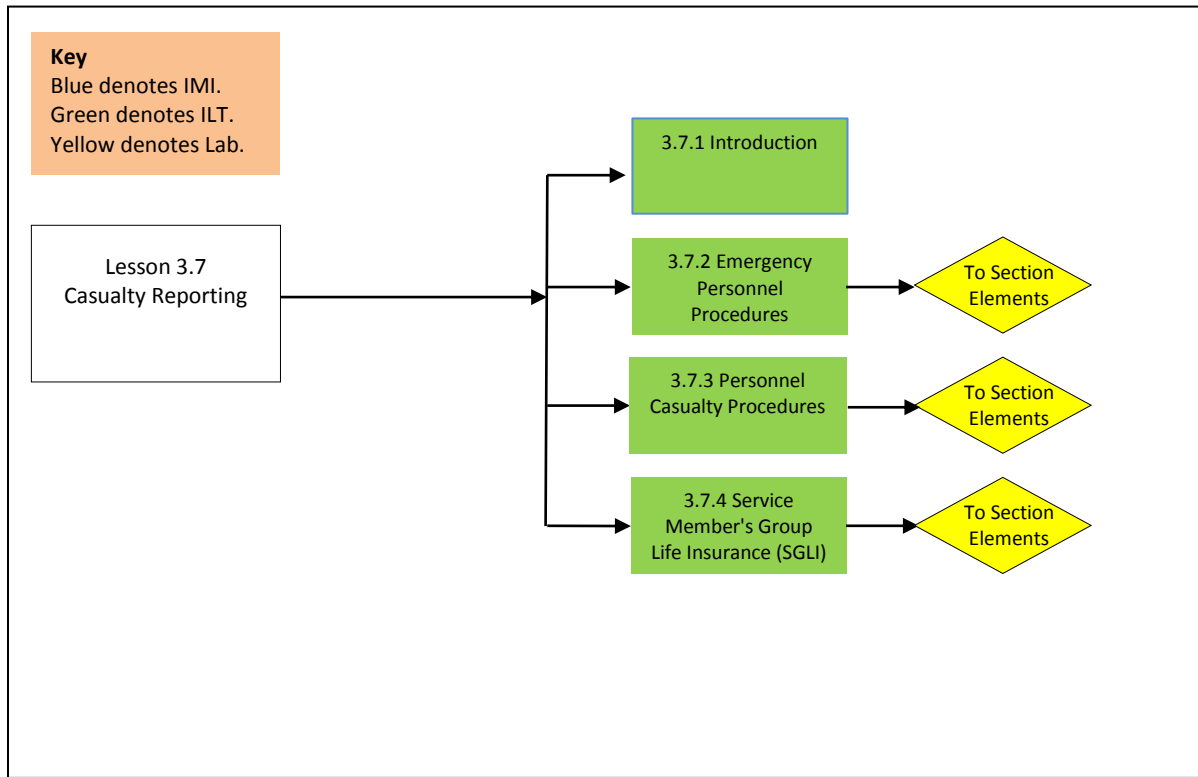 Key
Blue denotes IMI.
Green denotes ILT.
Yellow denotes Lab.
Lesson 3.7
Casualty Reporting
3.7.1 Introduction
3.7.2 Emergency
Personnel
Procedures
To Section
Elements
3.7.3 Personnel
Casualty Procedures
To Section
Elements
3.7.4 Service
Member's Group
Life Insurance (SGLI)
To Section
Elements